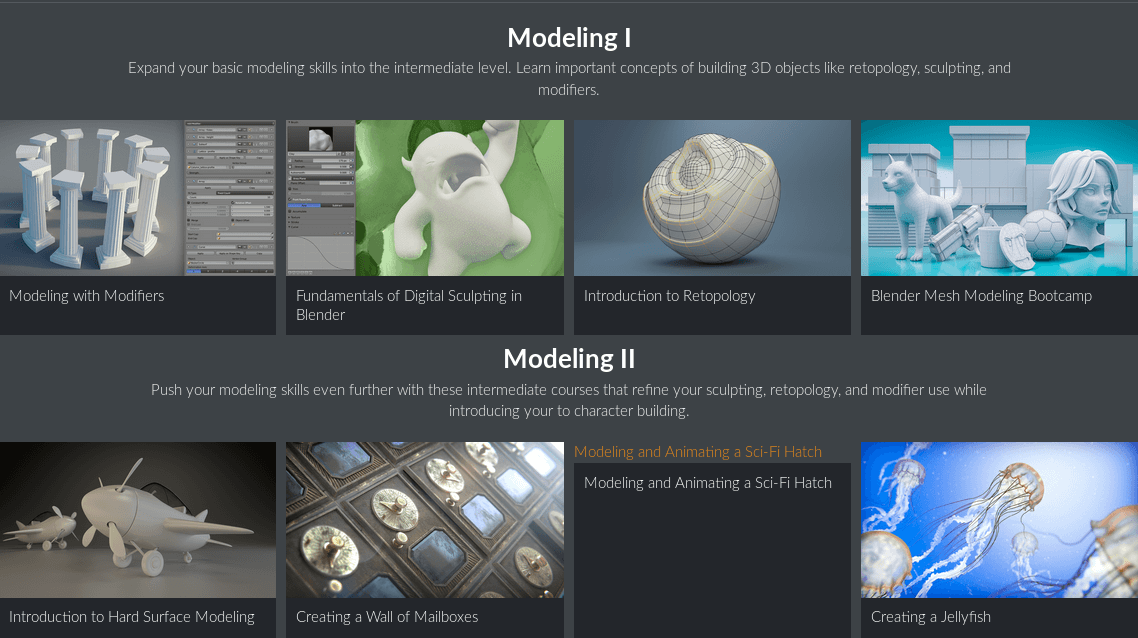 Modeling I
Expand your basic modeling skills into the intermediate level. Learn important concepts of building 3D objects like retopology, sculpting, and
modifiers.
Modeling with Modifiers
Fundamentals of Digital Sculpting in
Blender
Introduction to Retopology
Blender Mesh Modeling Bootcamp
Modeling II
Push your modeling skills even further with these intermediate courses that refine your sculpting, retopology, and modifier use while
introducing your to character building.
Modeling and Animating a Sci-Fi Hatch
Introduction to Hard Surface Modeling
Creating a Wall of Mailboxes
Modeling and Animating a Sci-Fi Hatch
Creating a Jellyfish